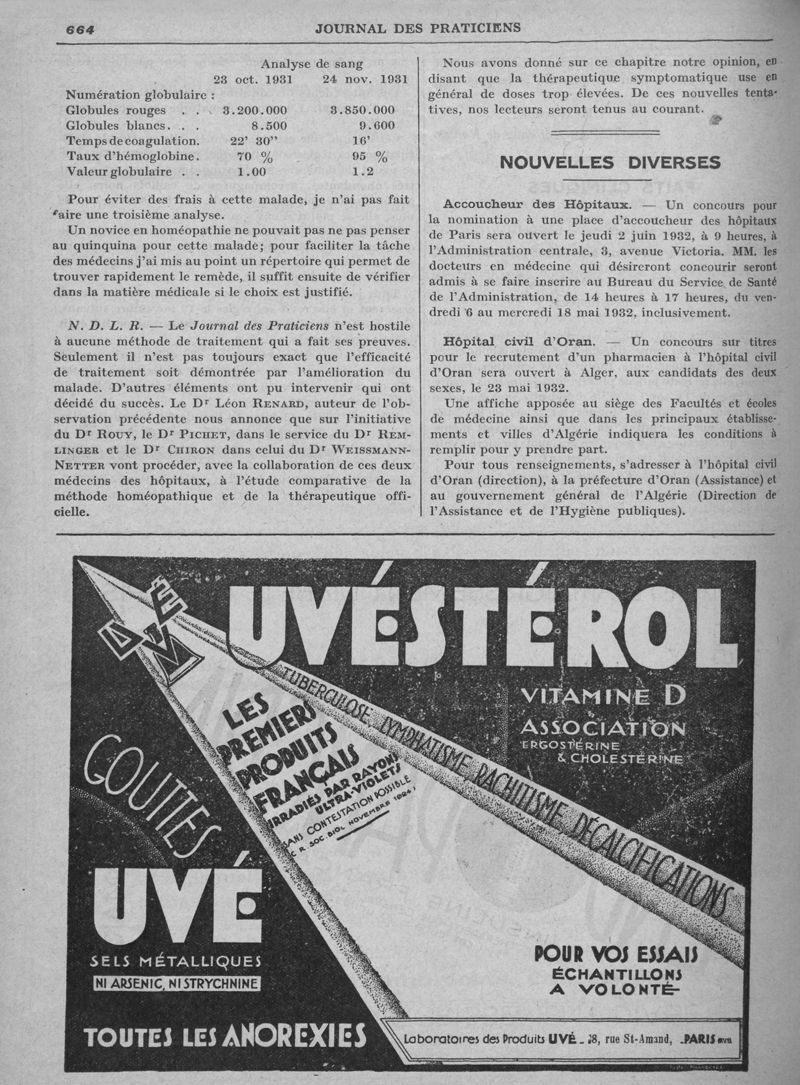 664
JOURNAL DES PRATICIENS
Analyse de sang
23 oct. 1931 24 nov. 1931
Numération globulaire :
Globules rouges . . . 3.200.000 3.850.000
Globules blancs. . . 8.500 9.600
Temps de coagulation. 22' 30'' 16'
Taux d'hémoglobine. 70 % 95 %
Valeur globulaire . . 1.00 1.2
Pour éviter des frais à cette malade, je n'ai pas fait
faire une troisième analyse.
Un novice en homéopathie ne pouvait pas ne pas penser
au quinquina pour cette malade; pour faciliter la tâche
des médecins j'ai mis au point un répertoire qui permet de
trouver rapidement le remède, il suffit ensuite de vérifier
dans la matière médicale si le choix est justifié.
N. D. L. R. — Le Journal des Praticiens n'est hostile
à aucune méthode de traitement qui a fait ses preuves.
Seulement il n'est pas toujours exact que l'efficacité
de traitement soit démontrée par l'amélioration du
malade. D'autres éléments ont pu intervenir qui ont
décidé du succès. Le Dr Léon RENARD, auteur de l'ob-
servation précédente nous annonce que sur l'initiative
du Dr ROUY, le Dr PICHET, dans le service du Dr REM-
LINGER et le Dr CHIRON dans celui du Dr WEISSMANN-
NETTER vont procéder, avec la collaboration de ces deux
médecins des hôpitaux, à l'étude comparative de la
méthode homéopathique et de la thérapeutique offi-
cielle.
Nous avons donné sur ce chapitre notre opinion, en
disant que la thérapeutique symptomatique use en
général de doses trop élevées. De ces nouvelles tenta-
tives, nos lecteurs seront tenus au courant.
NOUVELLES DIVERSES
Accoucheur des Hôpitaux. — Un concours pour
la nomination à une place d'accoucheur des hôpitaux
de Paris sera ouvert le jeudi 2 juin 1932, à 9 heures, à
l'Administration centrale, 3, avenue Victoria. MM. les
docteurs en médecine qui désireront concourir seront
admis à se faire inscrire au Bureau du Service de Santé
de l'Administration, de 14 heures à 17 heures, du ven-
dredi 6 au mercredi 18 mai 1932, inclusivement.
Hôpital civil d'Oran. — Un concours sur titres
pour le recrutement d'un pharmacien à l'hôpital civil
d'Oran sera ouvert à Alger, aux candidats des deux
sexes, le 23 mai 1932.
Une affiche apposée au siège des Facultés et écoles
de médecine ainsi que dans les principaux établisse-
ments et villes d'Algérie indiquera les conditions à
remplir pour y prendre part.
Pour tous renseignements, s'adresser à l'hôpital civil
d'Oran (direction), à la préfecture d'Oran (Assistance) et
au gouvernement général de l'Algérie (Direction de
l'Assistance et de l'Hygiène publiques).
UVÉSTÉROL
VITAMINE D
ASSOCIATION
ERGOSTÉRINE
& CHOLESTÉRINE
TUBERCULOSE LYMPHATISME, RACHITISME, DÉCALCIFICATIONS
LES
PREMIERS
PRODUITS
FRANÇAIS
IRRADIÉS PAR RAYONS
ULTRA-VIOLETS
SANS CONTESTATION POSSIBLE
C. R. SOC. BIOL. NOVEMBRE 1924
GOUTTES
UVÉ
SELS MÉTALLIQUES
NI ARSENIC, NI STRYCHNINE
TOUTES LES ANOREXIES
POUR VOS ESSAIS
ÉCHANTILLONS
A VOLONTÉ
Laboratoires des Produits UVÉ - 8, rue St-Amand, PARIS